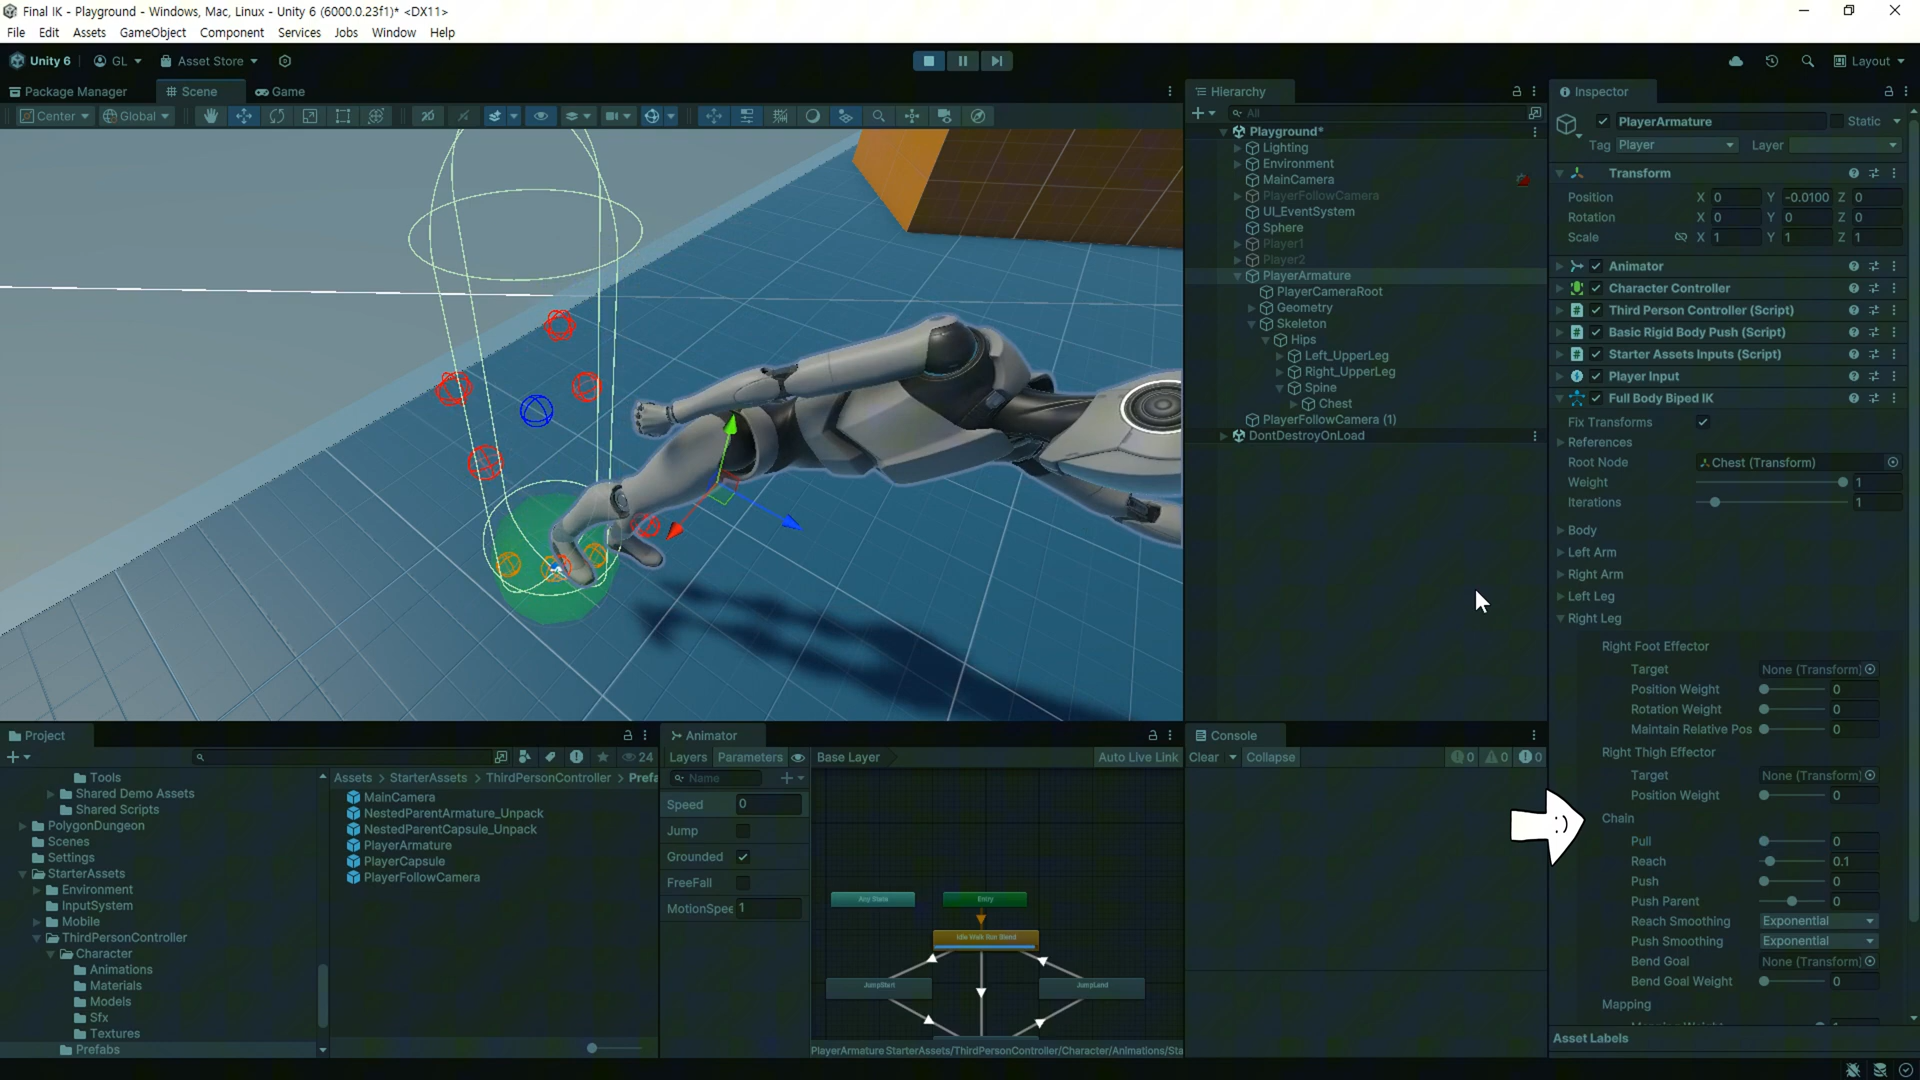 Final IK - Playground - Windows, Mac, Linux - Unity 6 (6000.0.23f1)* <DX11>
File Edit Assets GameObject Component Services Jobs Window Help
Unity 6 GL Asset Store Layout
Package Manager Scene Game
Center Global
Hierarchy
All
Playground*
Lighting
Environment
MainCamera
PlayerFollowCamera
UI_EventSystem
Sphere
Player1
Player2
PlayerArmature
PlayerCameraRoot
Geometry
Skeleton
Hips
Left_UpperLeg
Right_UpperLeg
Spine
Chest
PlayerFollowCamera (1)
DontDestroyOnLoad
Inspector
PlayerArmature Static
Tag Player Layer
Transform
Position X 0 Y -0.0100 Z 0
Rotation X 0 Y 0 Z 0
Scale X 1 Y 1 Z 1
Animator
Character Controller
Third Person Controller (Script)
Basic Rigid Body Push (Script)
Starter Assets Inputs (Script)
Player Input
Full Body Biped IK
Fix Transforms
References
Root Node Chest (Transform)
Weight 1
Iterations 1
Body
Left Arm
Right Arm
Left Leg
Right Leg
Right Foot Effector
Target None (Transform)
Position Weight 0
Rotation Weight 0
Maintain Relative Pos 0
Right Thigh Effector
Target None (Transform)
Position Weight 0
Chain
Pull 0
Reach 0.1
Push 0
Push Parent 0
Reach Smoothing Exponential
Push Smoothing Exponential
Bend Goal None (Transform)
Bend Goal Weight 0
Mapping
Asset Labels
Project
24
Tools
Shared Demo Assets
Shared Scripts
PolygonDungeon
Scenes
Settings
StarterAssets
Environment
InputSystem
Mobile
ThirdPersonController
Character
Animations
Materials
Models
Sfx
Textures
Prefabs
Assets > StarterAssets > ThirdPersonController > Prefa
MainCamera
NestedParentArmature_Unpack
NestedParentCapsule_Unpack
PlayerArmature
PlayerCapsule
PlayerFollowCamera
Animator
Layers Parameters Base Layer Auto Live Link
Name
Speed 0
Jump
Grounded
FreeFall
MotionSpee 1
Any State
Entry
Idle Walk Run Blend
JumpStart
JumpLand
PlayerArmature StarterAssets/ThirdPersonController/Character/Animations/Sta
Console
Clear Collapse 0 0 0
:)